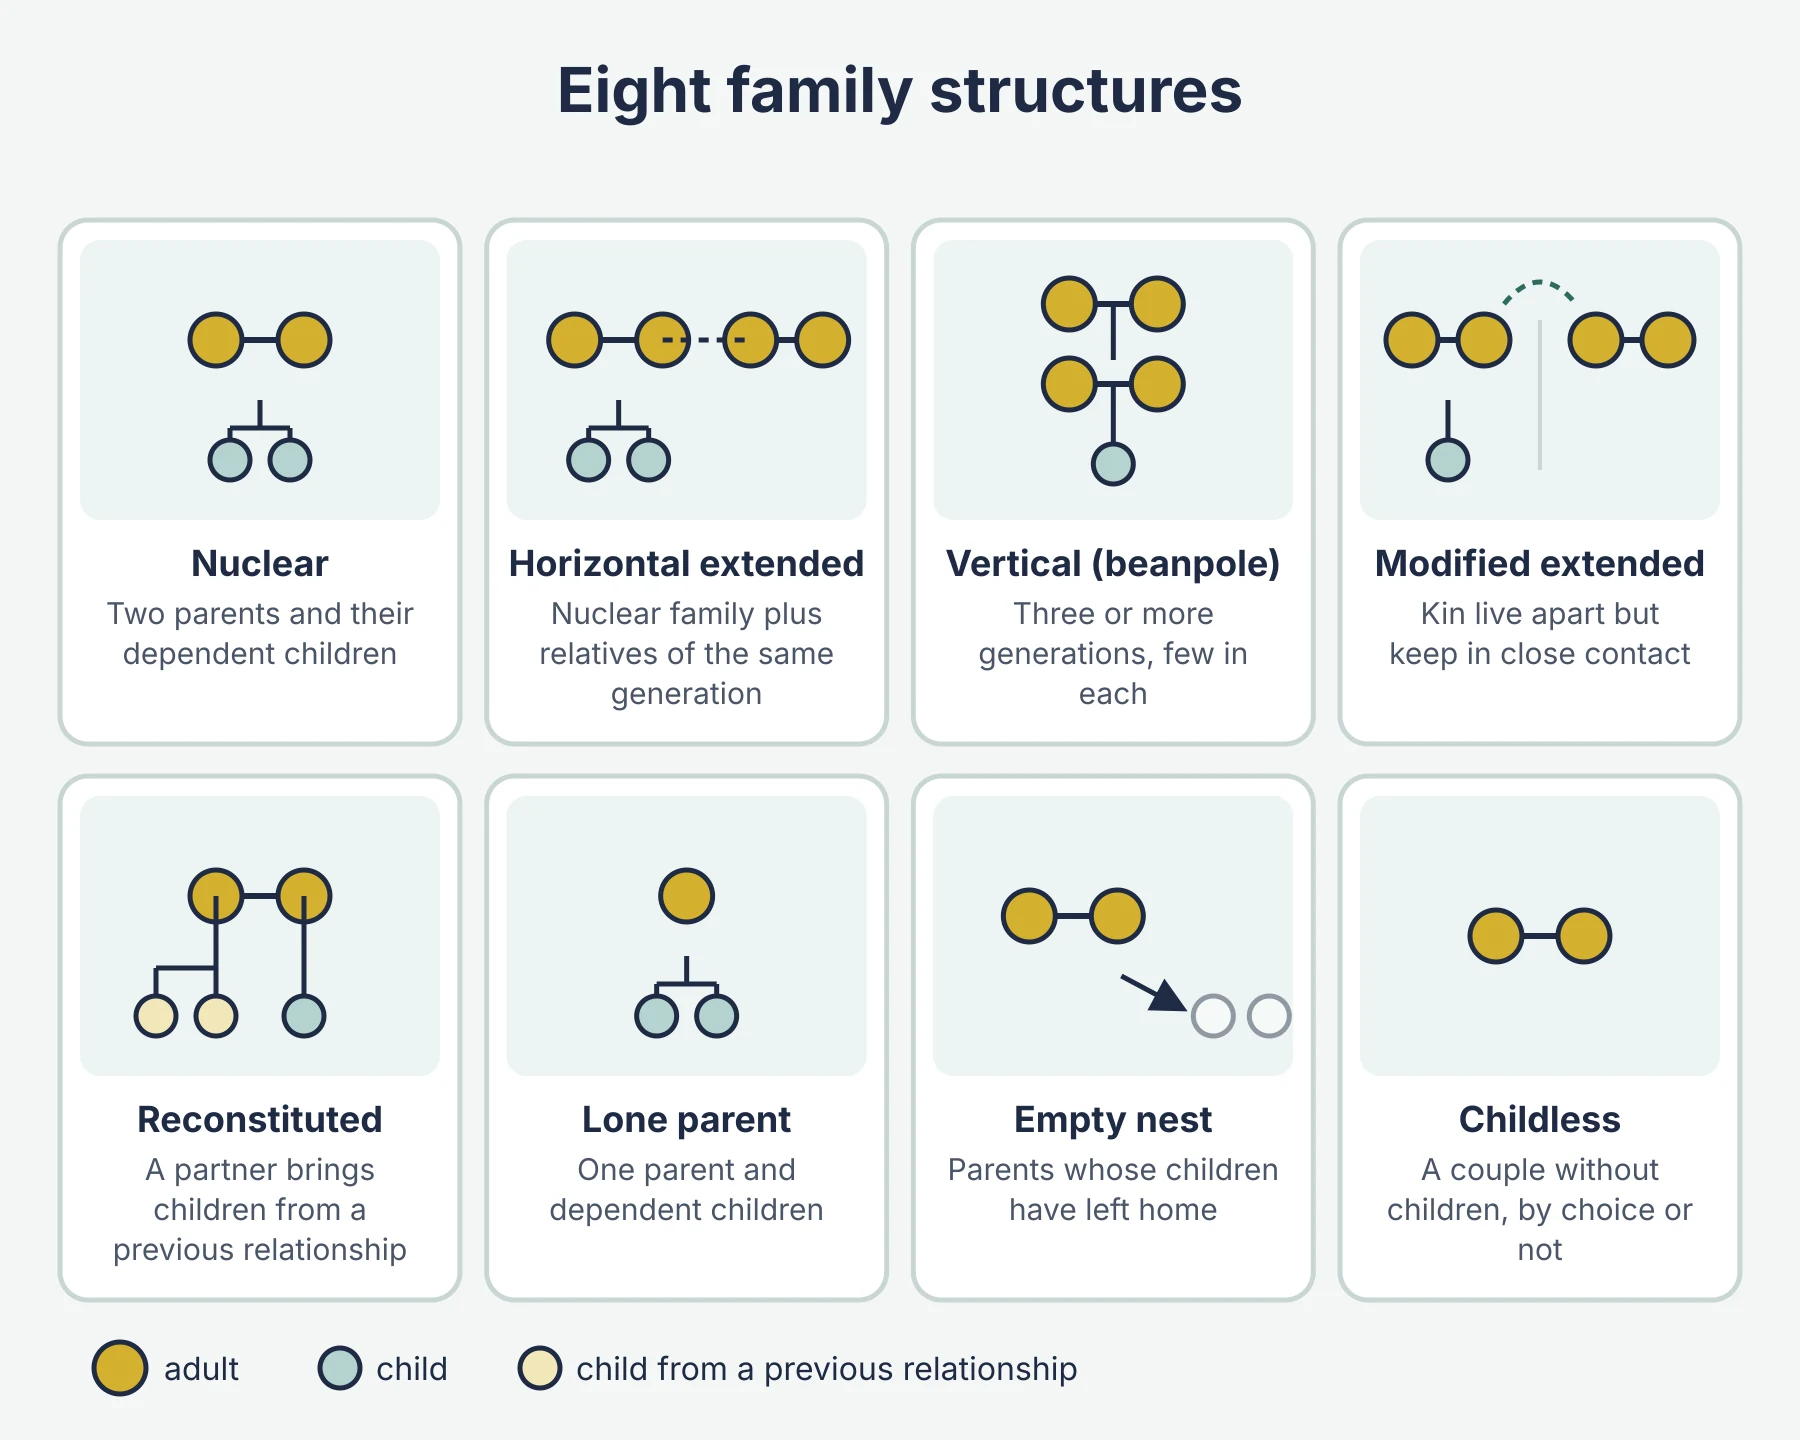 Eight family structures
Nuclear
Two parents and their
dependent children
Horizontal extended
Nuclear family plus
relatives of the same
generation
Vertical (beanpole)
Three or more
generations, few in
each
Modified extended
Kin live apart but
keep in close contact
Reconstituted
A partner brings
children from a
previous relationship
Lone parent
One parent and
dependent children
Empty nest
Parents whose children
have left home
Childless
A couple without
children, by choice or
not
adult
child
child from a previous relationship